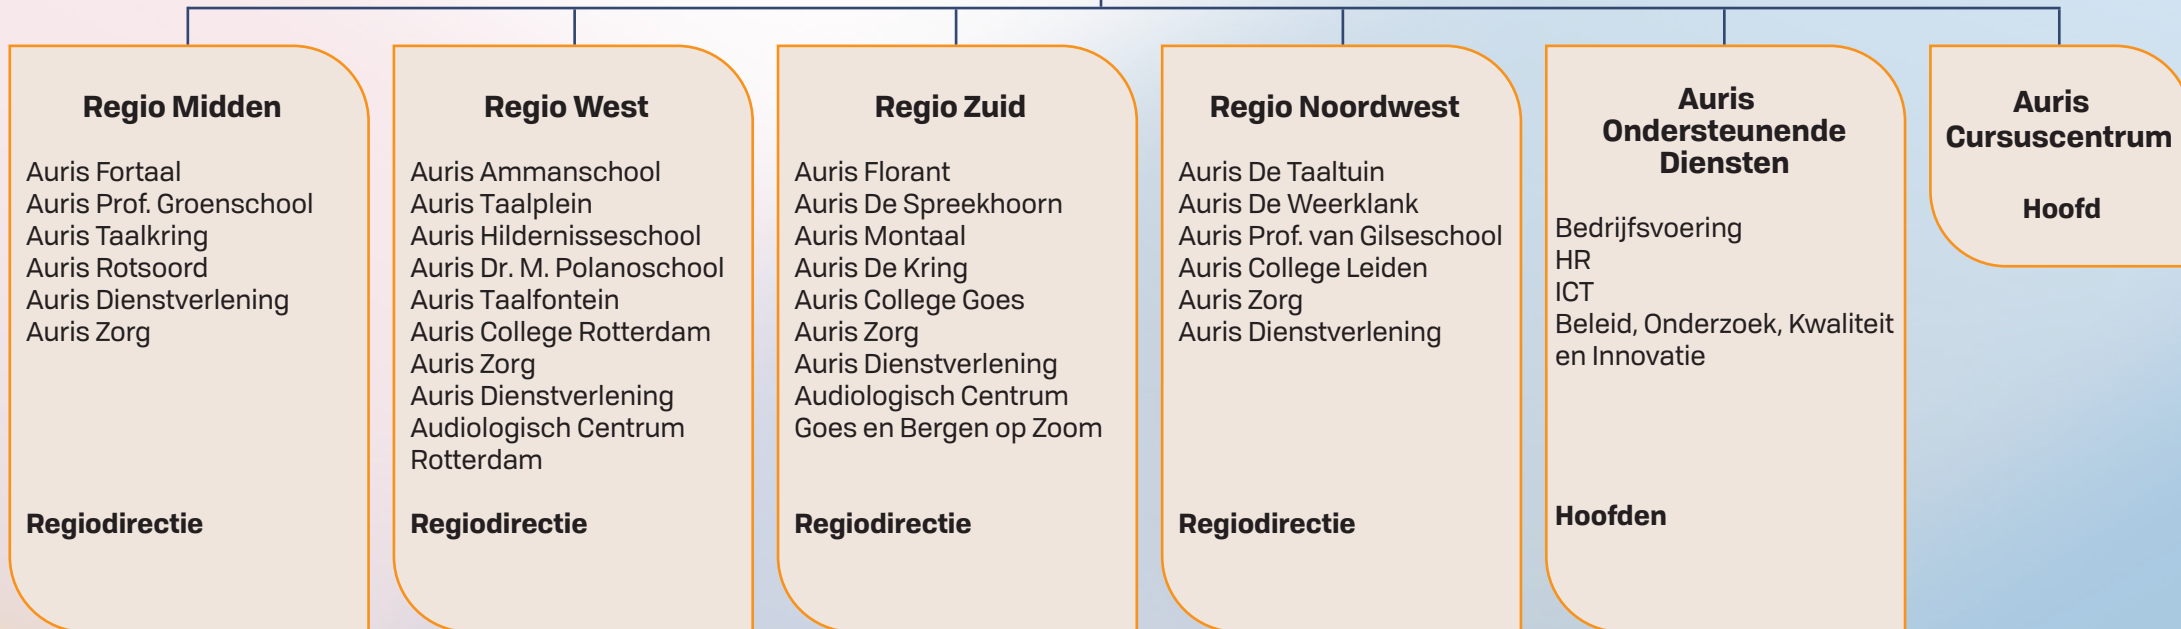 Regio Midden
Auris Fortaal
Auris Prof. Groenschool
Auris Taalkring
Auris Rotsoord
Auris Dienstverlening
Auris Zorg
Regiodirectie
Regio West
Auris Ammanschool
Auris Taalplein
Auris Hildernisseschool
Auris Dr. M. Polanoschool
Auris Taalfontein
Auris College Rotterdam
Auris Zorg
Auris Dienstverlening
Audiologisch Centrum
Rotterdam
Regiodirectie
Regio Zuid
Auris Florant
Auris De Spreekhoorn
Auris Montaal
Auris De Kring
Auris College Goes
Auris Zorg
Auris Dienstverlening
Audiologisch Centrum
Goes en Bergen op Zoom
Regiodirectie
Regio Noordwest
Auris De Taaltuin
Auris De Weerklank
Auris Prof. van Gilseschool
Auris College Leiden
Auris Zorg
Auris Dienstverlening
Regiodirectie
Auris
Ondersteunende
Diensten
Bedrijfsvoering
HR
ICT
Beleid, Onderzoek, Kwaliteit
en Innovatie
Hoofden
Auris
Cursuscentrum
Hoofd